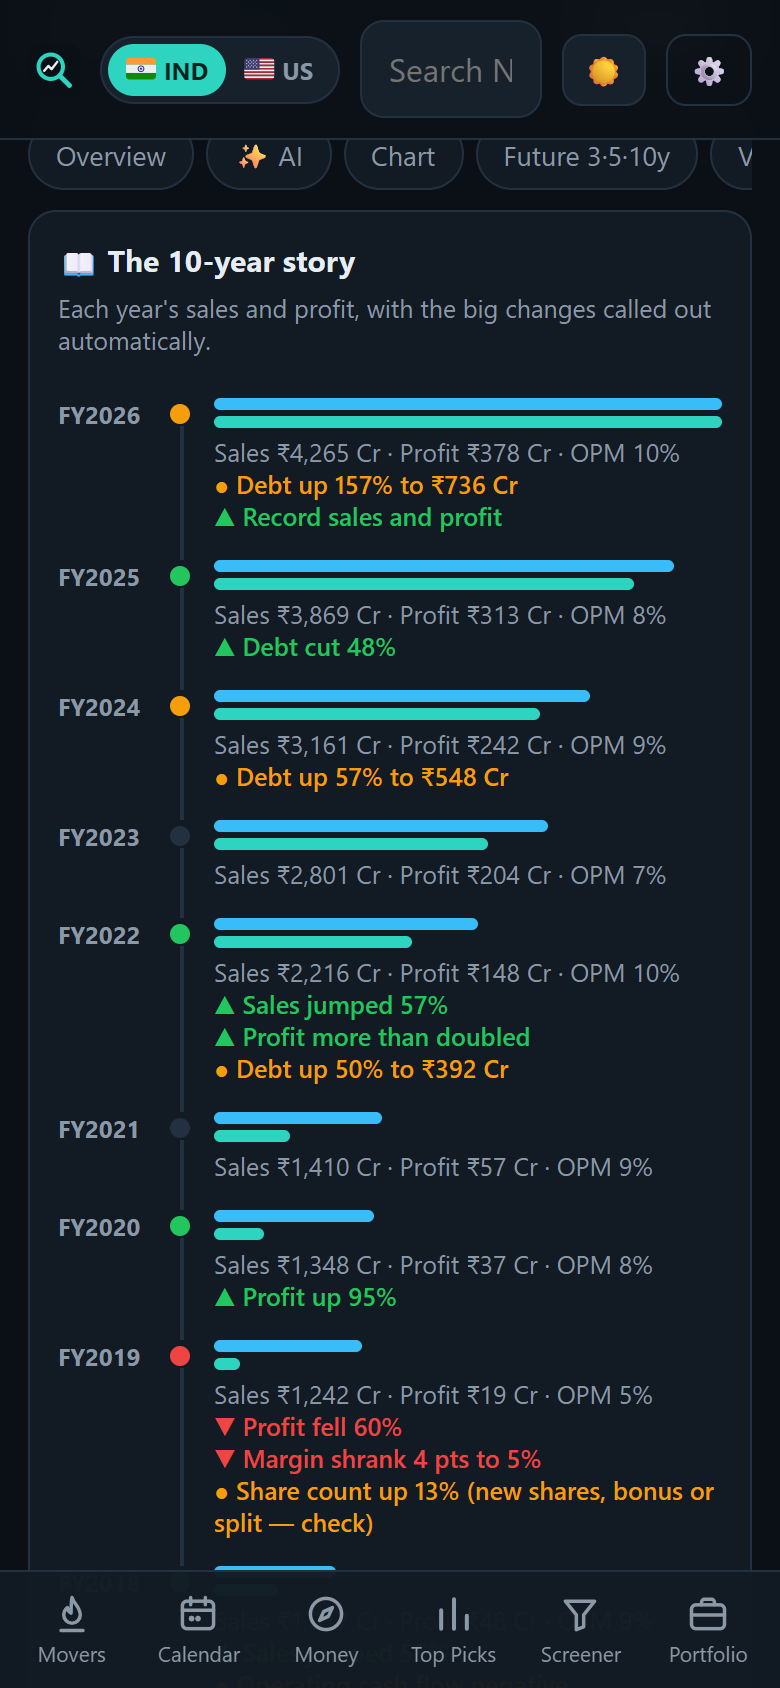 IND
US
Search N
Overview
✨ AI
Chart
Future 3·5·10y
V
📖 The 10-year story
Each year's sales and profit, with the big changes called out
automatically.
FY2026
Sales ₹4,265 Cr · Profit ₹378 Cr · OPM 10%
● Debt up 157% to ₹736 Cr
▲ Record sales and profit
FY2025
Sales ₹3,869 Cr · Profit ₹313 Cr · OPM 8%
▲ Debt cut 48%
FY2024
Sales ₹3,161 Cr · Profit ₹242 Cr · OPM 9%
● Debt up 57% to ₹548 Cr
FY2023
Sales ₹2,801 Cr · Profit ₹204 Cr · OPM 7%
FY2022
Sales ₹2,216 Cr · Profit ₹148 Cr · OPM 10%
▲ Sales jumped 57%
▲ Profit more than doubled
● Debt up 50% to ₹392 Cr
FY2021
Sales ₹1,410 Cr · Profit ₹57 Cr · OPM 9%
FY2020
Sales ₹1,348 Cr · Profit ₹37 Cr · OPM 8%
▲ Profit up 95%
FY2019
Sales ₹1,242 Cr · Profit ₹19 Cr · OPM 5%
▼ Profit fell 60%
▼ Margin shrank 4 pts to 5%
● Share count up 13% (new shares, bonus or
split — check)
FY2018
Movers
Calendar
Money
Top Picks
Screener
Portfolio